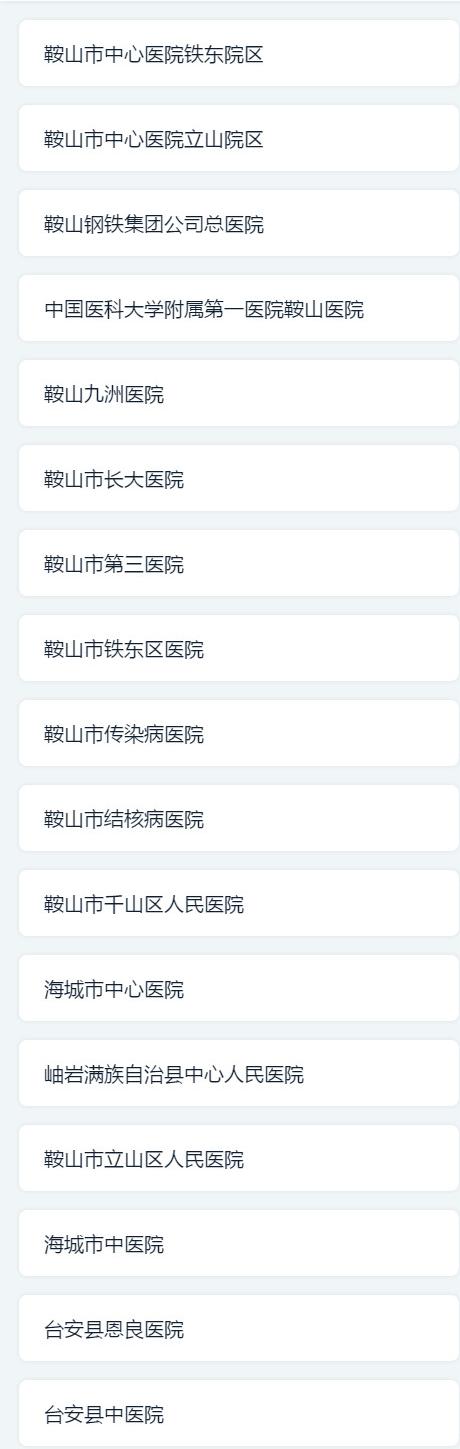 鞍山市中心医院铁东院区
鞍山市中心医院立山院区
鞍山钢铁集团公司总医院
中国医科大学附属第一医院鞍山医院
鞍山九洲医院
鞍山市长大医院
鞍山市第三医院
鞍山市铁东区医院
鞍山市传染病医院
鞍山市结核病医院
鞍山市千山区人民医院
海城市中心医院
岫岩满族自治县中心人民医院
鞍山市立山区人民医院
海城市中医院
台安县恩良医院
台安县中医院